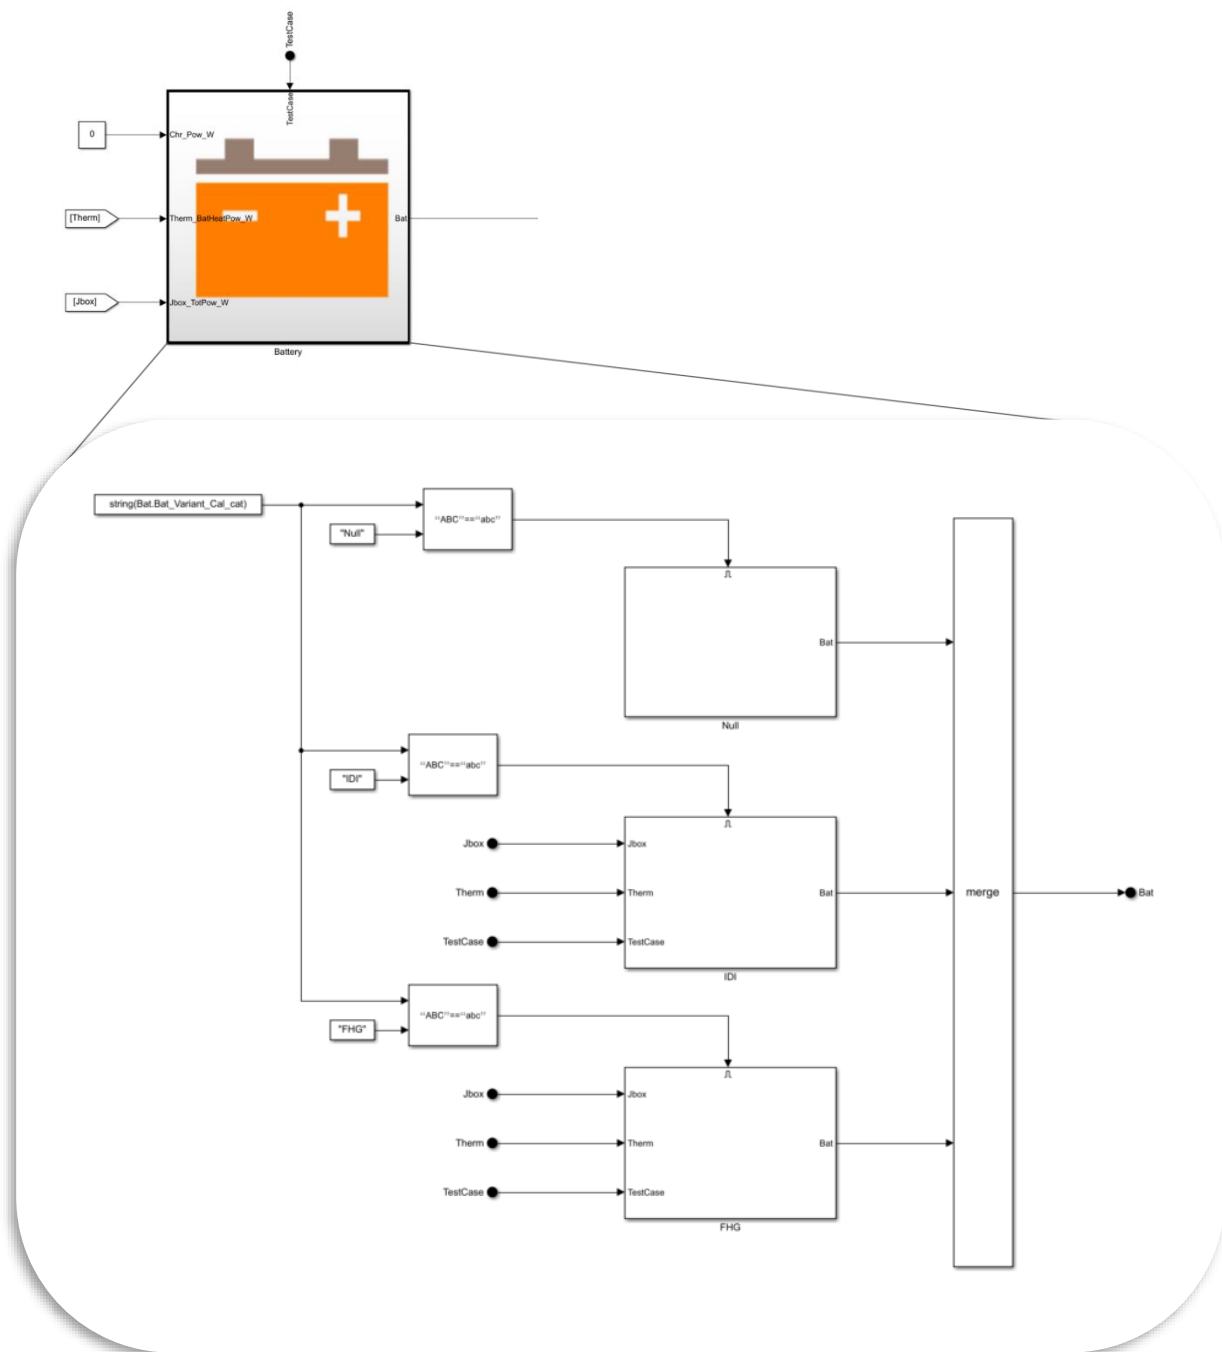 TestCase
TestCase
0
Chr_Pow_W
[Therm]
Therm_BatHeatPow_W
Bat
[Jbox]
Jbox_TotPow_W
Battery
string(Bat.Bat_Variant_Cal_cat)
"Null"
"ABC"=="abc"
Bat
Null
"IDI"
"ABC"=="abc"
Jbox
Jbox
Therm
Therm
Bat
TestCase
TestCase
IDI
merge
Bat
"FHG"
"ABC"=="abc"
Jbox
Jbox
Therm
Therm
Bat
TestCase
TestCase
FHG